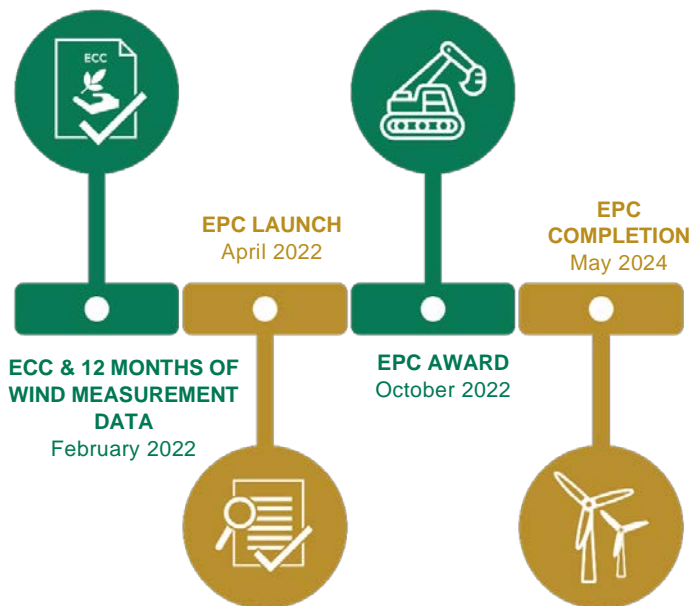 ECC
EPC LAUNCH
April 2022
EPC
COMPLETION
May 2024
ECC & 12 MONTHS OF
WIND MEASUREMENT
DATA
February 2022
EPC AWARD
October 2022